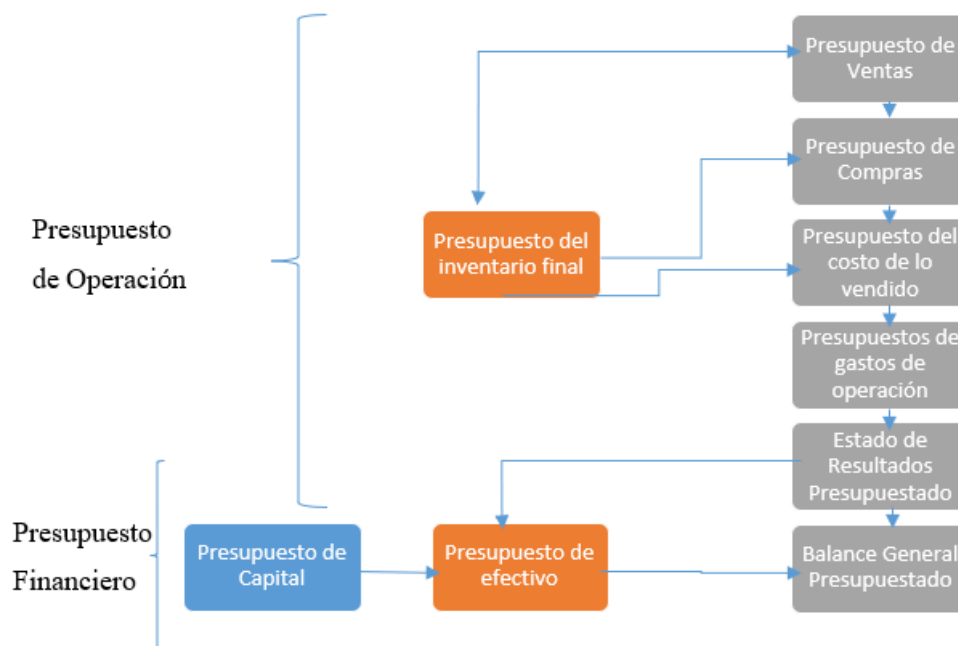 Presupuesto de
Ventas
Presupuesto de
Compras
Presupuesto
de Operación
Presupuesto del
inventario final
Presupuesto del
costo de lo
vendido
Presupuestos de
gastos de
operación
Estado de
Resultados
Presupuestado
Presupuesto
Financiero
Presupuesto de
Capital
Presupuesto de
efectivo
Balance General
Presupuestado